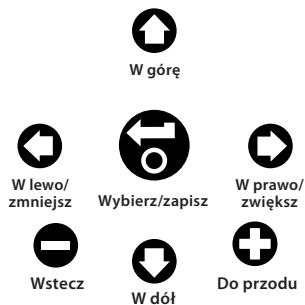 W górę
W lewo/
zmniejsz
Wybierz/zapisz
W prawo/
zwiększ
Wstecz
W dół
Do przodu